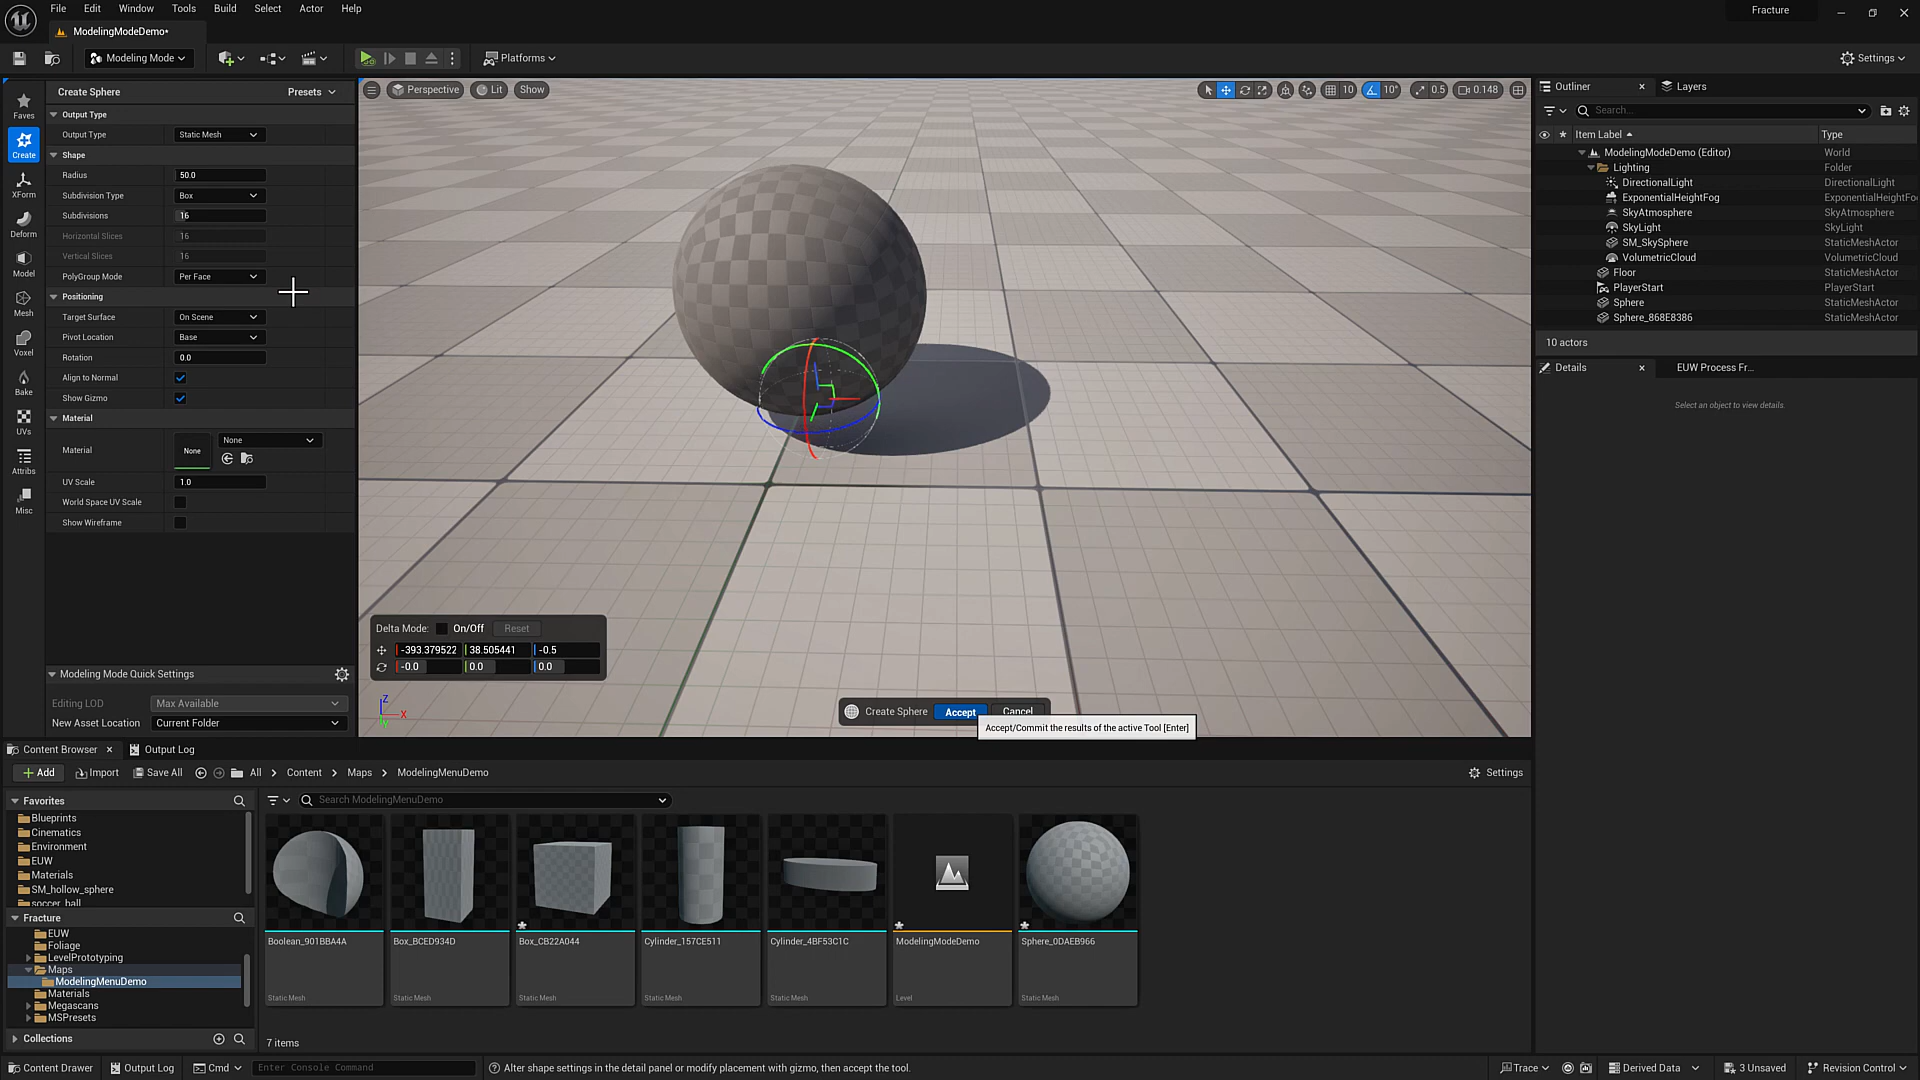 File Edit Window Tools Build Select Actor Help
Fracture
ModelingModeDemo*
Modeling Mode
Platforms
Settings
Faves
Create
XForm
Deform
Model
Mesh
Voxel
Bake
UVs
Attribs
Misc
Create Sphere Presets
Output Type
Output Type Static Mesh
Shape
Radius 50.0
Subdivision Type Box
Subdivisions 16
Horizontal Slices 16
Vertical Slices 16
PolyGroup Mode Per Face
Positioning
Target Surface On Scene
Pivot Location Base
Rotation 0.0
Align to Normal
Show Gizmo
Material
Material None None
UV Scale 1.0
World Space UV Scale
Show Wireframe
Modeling Mode Quick Settings
Editing LOD Max Available
New Asset Location Current Folder
Perspective Lit Show
10 10° 0.5 0.148
Delta Mode: On/Off Reset
-393.379522 38.505441 -0.5
-0.0 0.0 0.0
Z
X
Y
Create Sphere Accept Cancel
Accept/Commit the results of the active Tool [Enter]
Outliner Layers
Search...
Item Label Type
ModelingModeDemo (Editor) World
Lighting Folder
DirectionalLight DirectionalLight
ExponentialHeightFog ExponentialHeightFo
SkyAtmosphere SkyAtmosphere
SkyLight SkyLight
SM_SkySphere StaticMeshActor
VolumetricCloud VolumetricCloud
Floor StaticMeshActor
PlayerStart PlayerStart
Sphere StaticMeshActor
Sphere_868E8386 StaticMeshActor
10 actors
Details EUW Process Fr...
Select an object to view details.
Content Browser Output Log
Add Import Save All All Content Maps ModelingMenuDemo Settings
Favorites
Blueprints
Cinematics
Environment
EUW
Materials
SM_hollow_sphere
soccer_ball
Fracture
EUW
Foliage
LevelPrototyping
Maps
ModelingMenuDemo
Materials
Megascans
MSPresets
Collections
Search ModelingMenuDemo
Boolean_901BBA4A
Static Mesh
Box_BCED934D
Static Mesh
Box_CB22A044
Static Mesh
Cylinder_157CE511
Static Mesh
Cylinder_4BF53C1C
Static Mesh
ModelingModeDemo
Level
Sphere_0DAEB966
Static Mesh
7 items
Content Drawer Output Log Cmd Enter Console Command Alter shape settings in the detail panel or modify placement with gizmo, then accept the tool. Trace Derived Data 3 Unsaved Revision Control